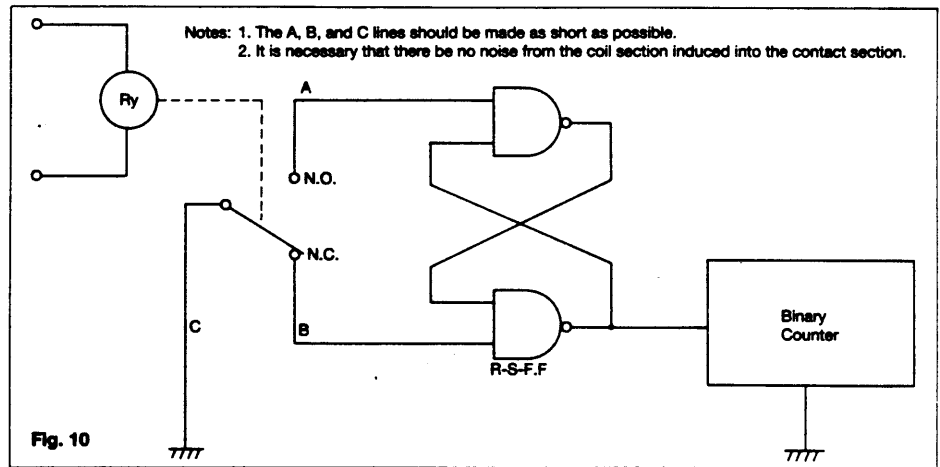 Notes: 1. The A, B, and C lines should be made as short as possible.
2. It is necessary that there be no noise from the coil section induced into the contact section.
Ry
A
N.O.
N.C.
C
B
R-S-F.F
Binary
Counter
Fig. 10